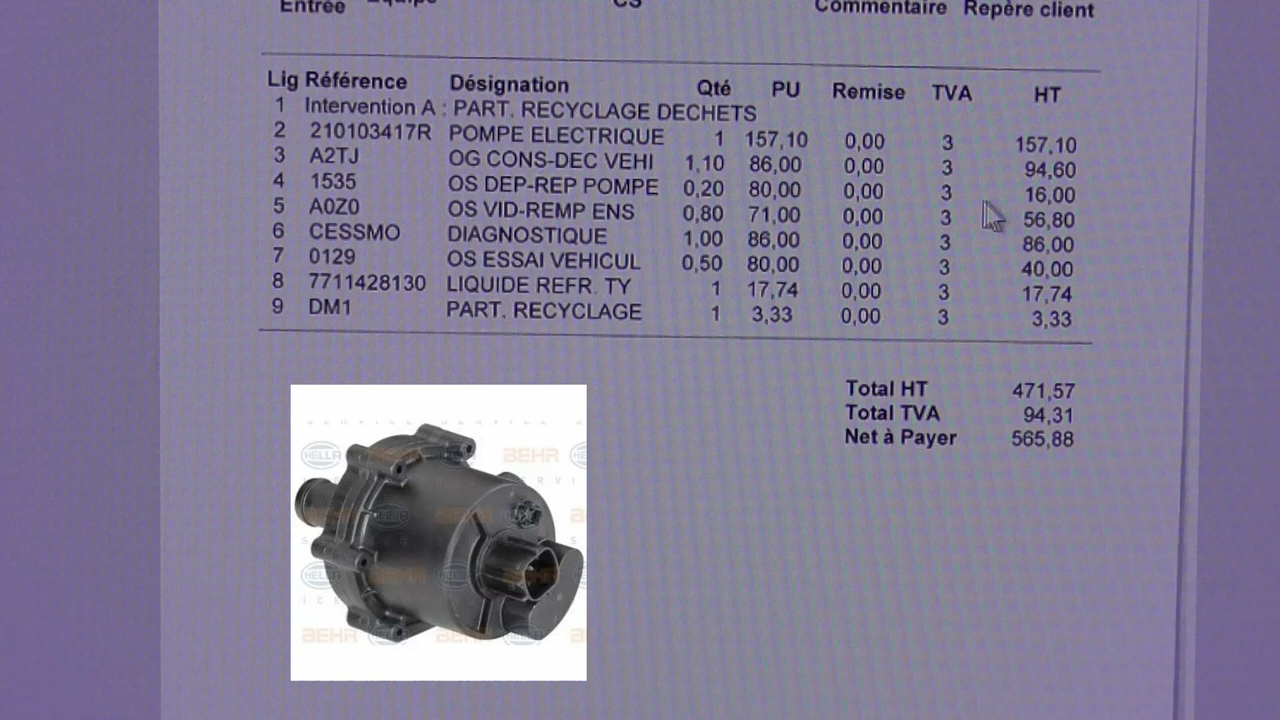 Entrée Equipe CS Commentaire Repère client
Lig Référence Désignation Qté PU Remise TVA HT
1 Intervention A : PART. RECYCLAGE DECHETS
2 210103417R POMPE ELECTRIQUE 1 157,10 0,00 3 157,10
3 A2TJ OG CONS-DEC VEHI 1,10 86,00 0,00 3 94,60
4 1535 OS DEP-REP POMPE 0,20 80,00 0,00 3 16,00
5 A0Z0 OS VID-REMP ENS 0,80 71,00 0,00 3 56,80
6 CESSMO DIAGNOSTIQUE 1,00 86,00 0,00 3 86,00
7 0129 OS ESSAI VEHICUL 0,50 80,00 0,00 3 40,00
8 7711428130 LIQUIDE REFR. TY 1 17,74 0,00 3 17,74
9 DM1 PART. RECYCLAGE 1 3,33 0,00 3 3,33
Total HT 471,57
Total TVA 94,31
Net à Payer 565,88
HELLA BEHR
HELLA
HELLA
BEHR